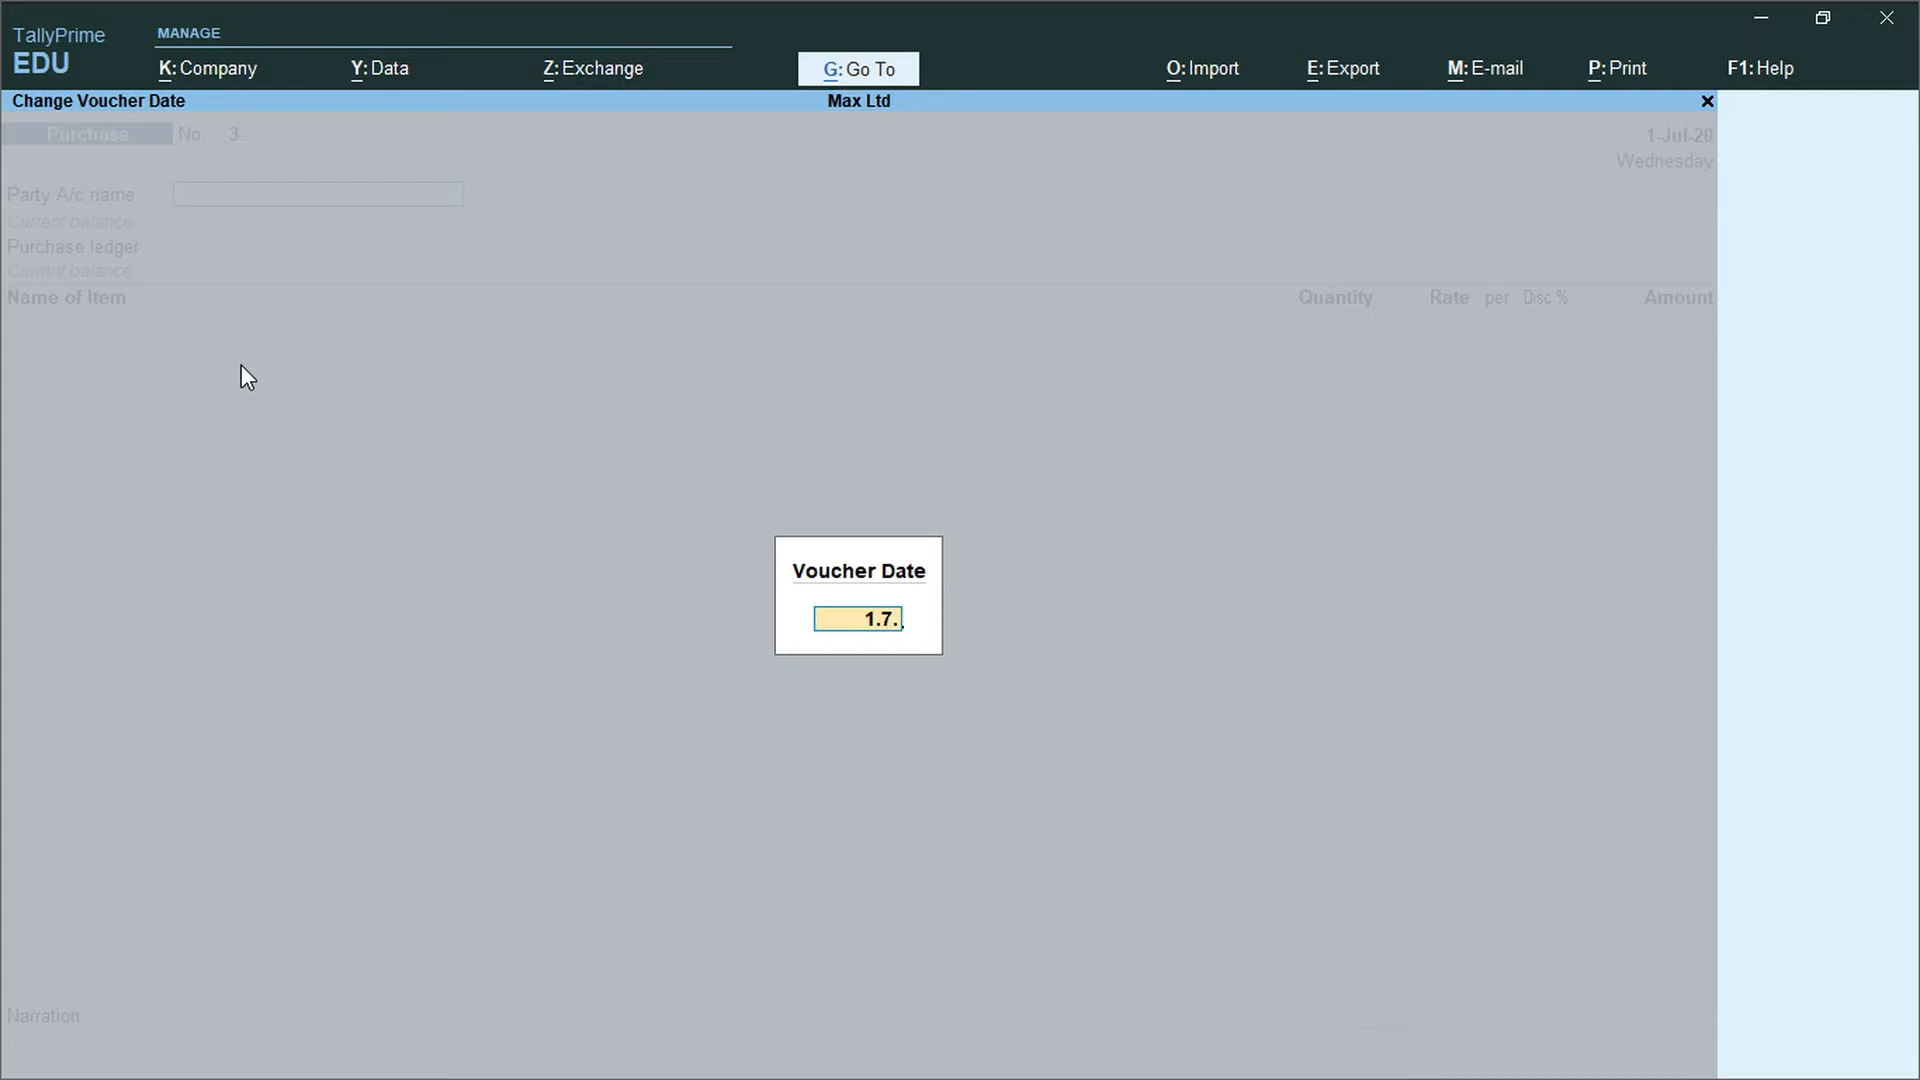 TallyPrime
EDU
MANAGE
K:Company
Y:Data
Z:Exchange
G:Go To
O:Import
E:Export
M:E-mail
P:Print
F1:Help
Change Voucher Date
Max Ltd
Purchase No. 3
1-Jul-20
Wednesday
Party A/c name
Current balance
Purchase ledger
Current balance
Name of Item
Quantity
Rate
per
Disc %
Amount
Voucher Date
1.7.
Narration